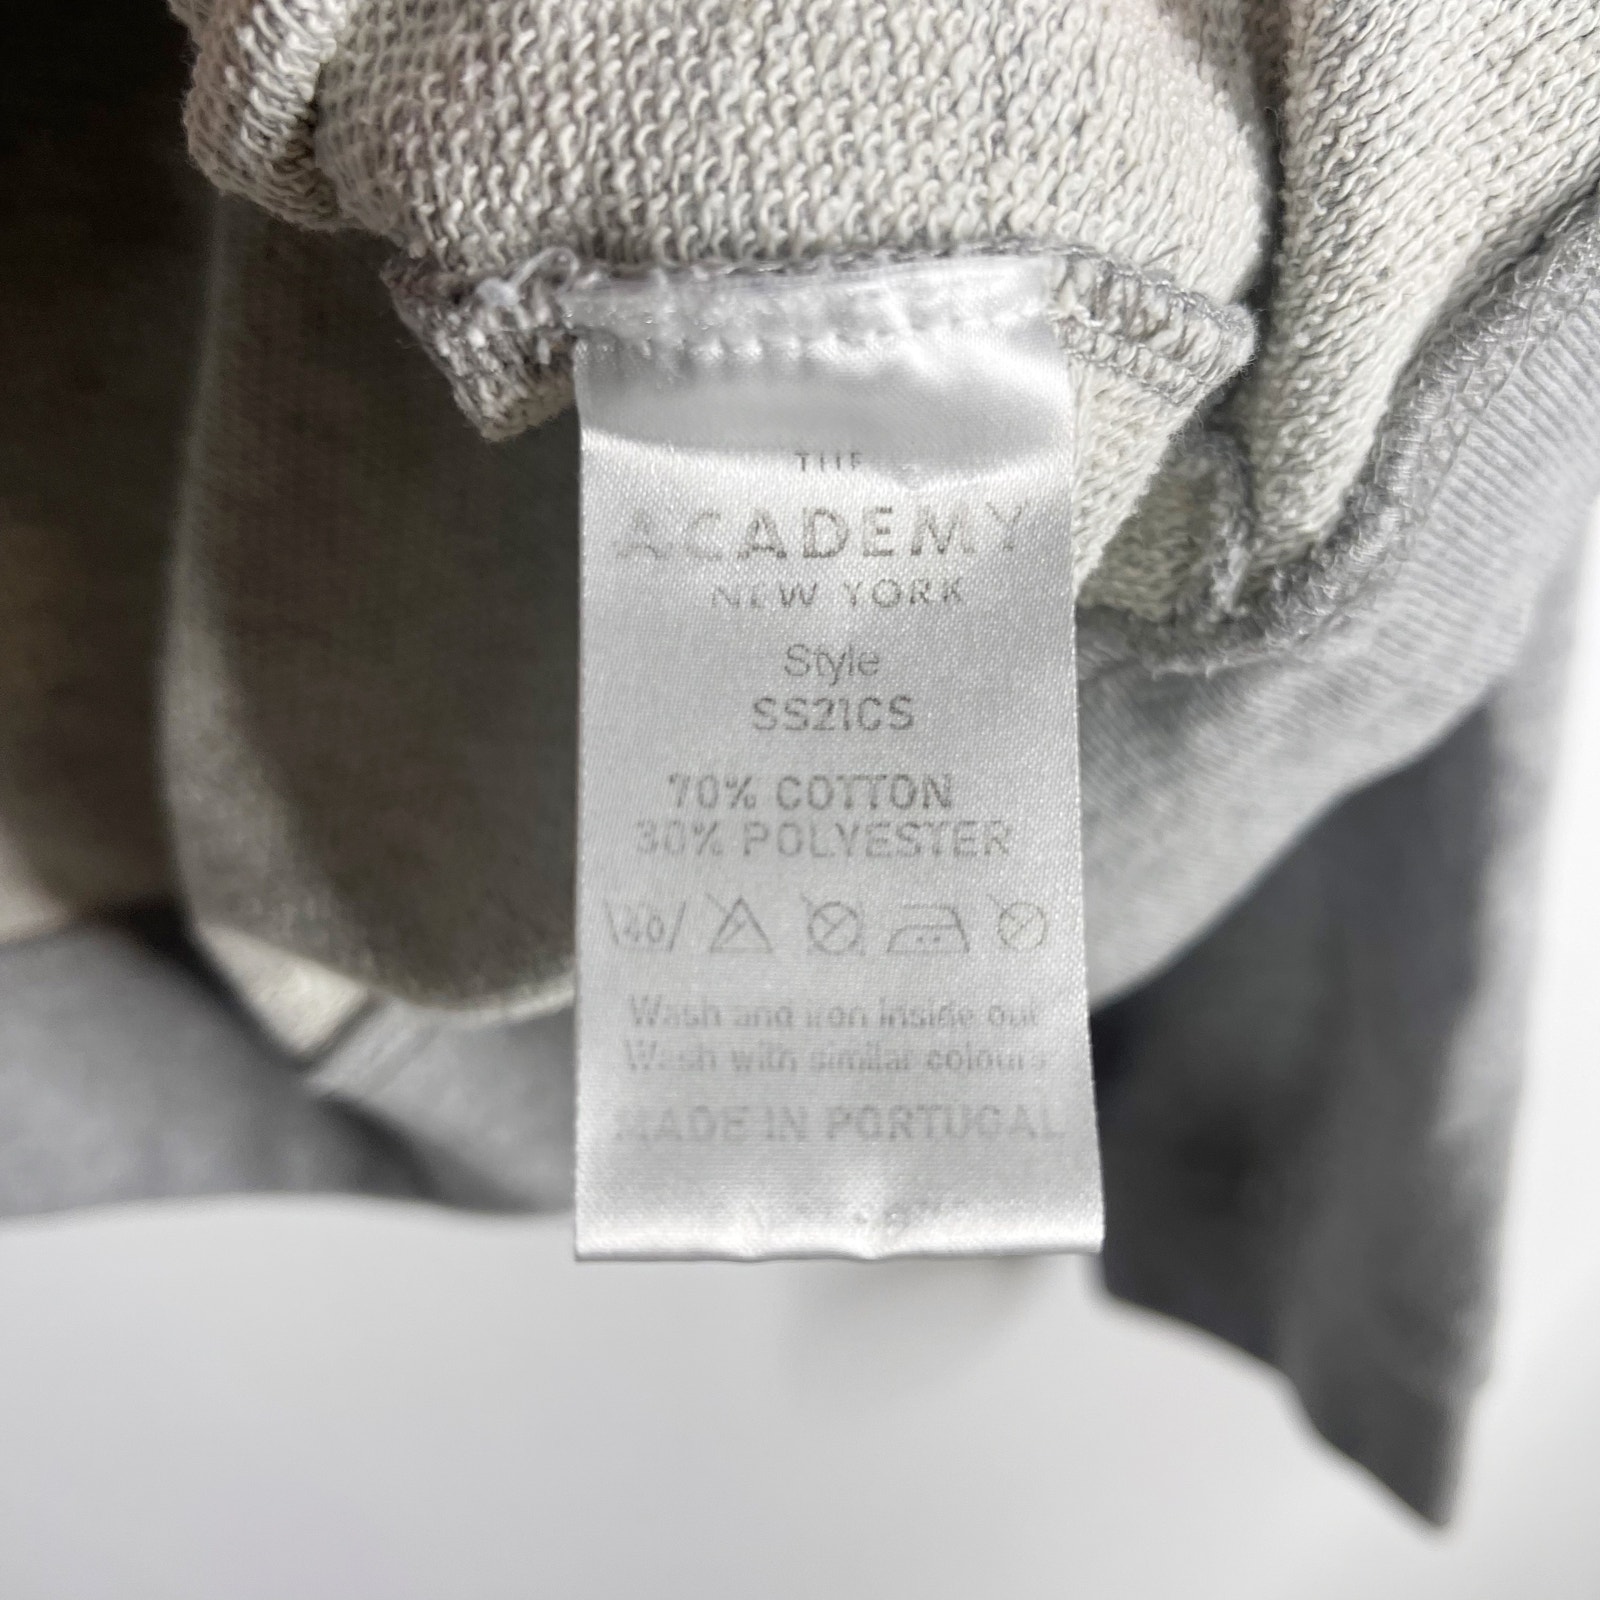 THE
ACADEMY
NEW YORK
Style
SS21CS
70% COTTON
30% POLYESTER
40
Wash and iron inside out
Wash with similar colours
MADE IN PORTUGAL